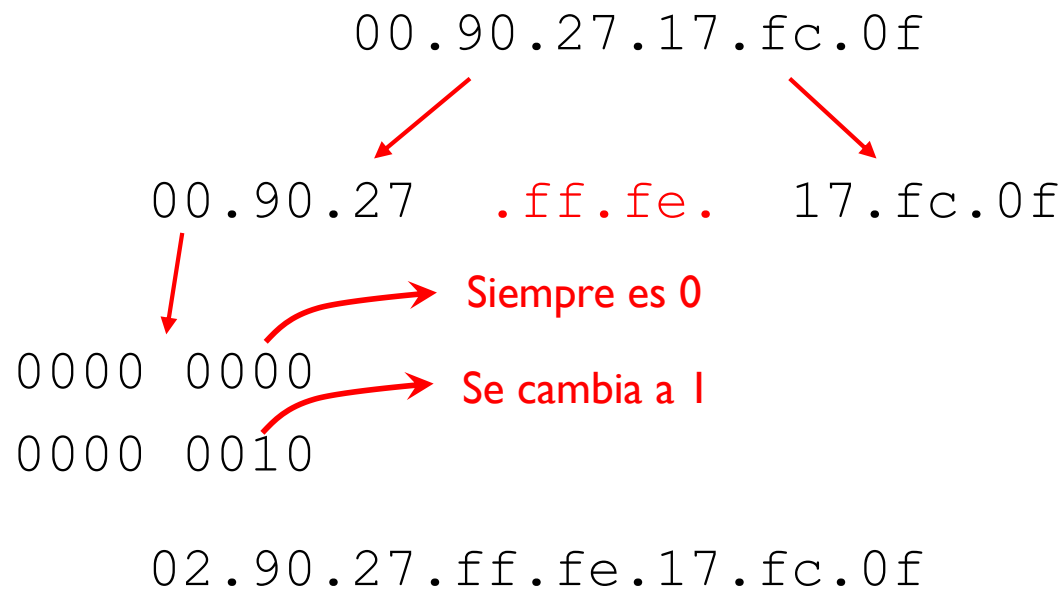 00.90.27.17.fc.0f
00.90.27 .ff.fe. 17.fc.0f
Siempre es 0
0000 0000
Se cambia a 1
0000 0010
02.90.27.ff.fe.17.fc.0f